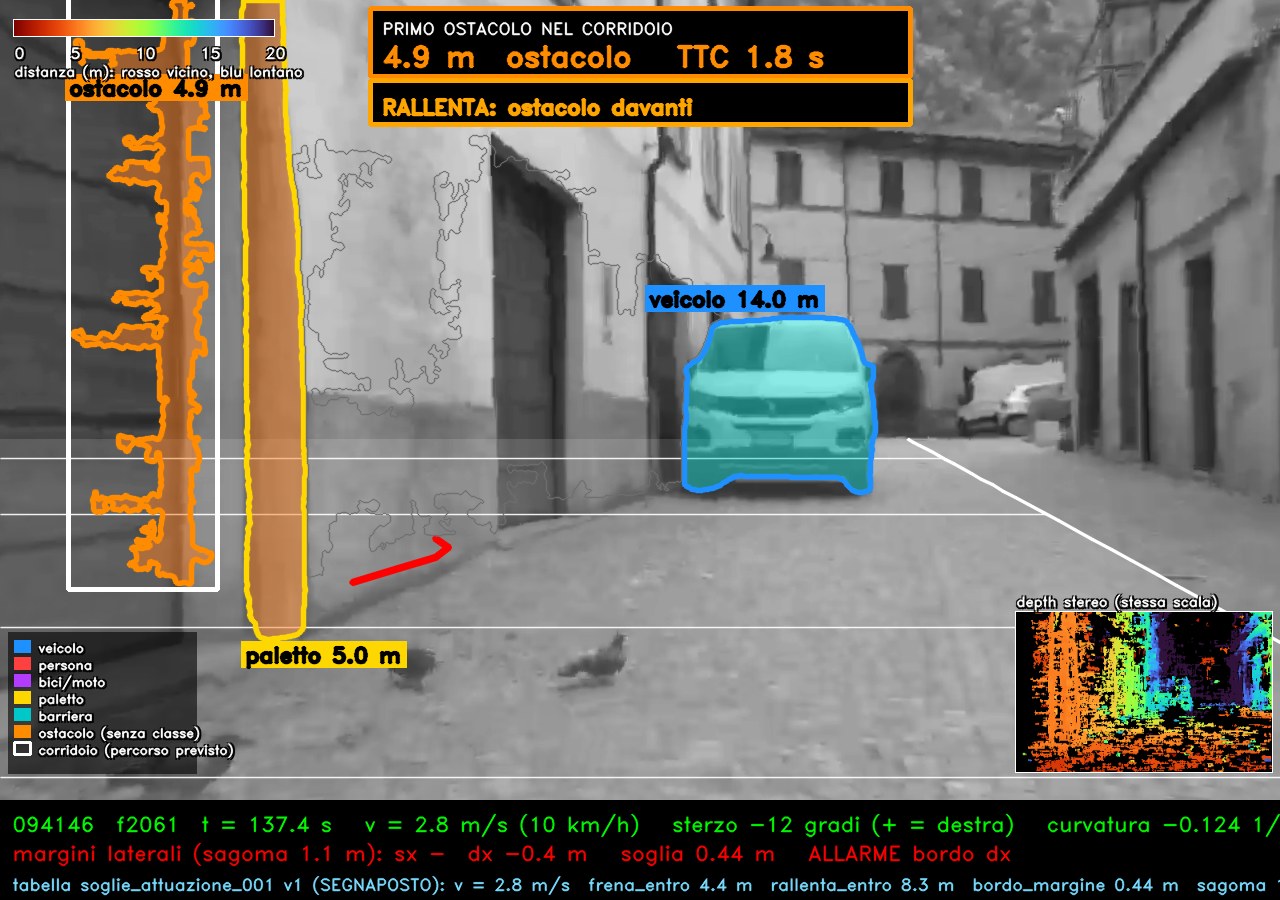 PRIMO OSTACOLO NEL CORRIDOIO
4.9 m ostacolo TTC 1.8 s
RALLENTA: ostacolo davanti
0 5 10 15 20
distanza (m): rosso vicino, blu lontano
ostacolo 4.9 m
veicolo 14.0 m
paletto 5.0 m
depth stereo (stessa scala)
veicolo
persona
bici/moto
paletto
barriera
ostacolo (senza classe)
corridoio (percorso previsto)
094146 f2061 t = 137.4 s v = 2.8 m/s (10 km/h) sterzo -12 gradi (+ = destra) curvatura -0.124 1/
margini laterali (sagoma 1.1 m): sx - dx -0.4 m soglia 0.44 m ALLARME bordo dx
tabella soglie_attuazione_001 v1 (SEGNAPOSTO): v = 2.8 m/s frena_entro 4.4 m rallenta_entro 8.3 m bordo_margine 0.44 m sagoma